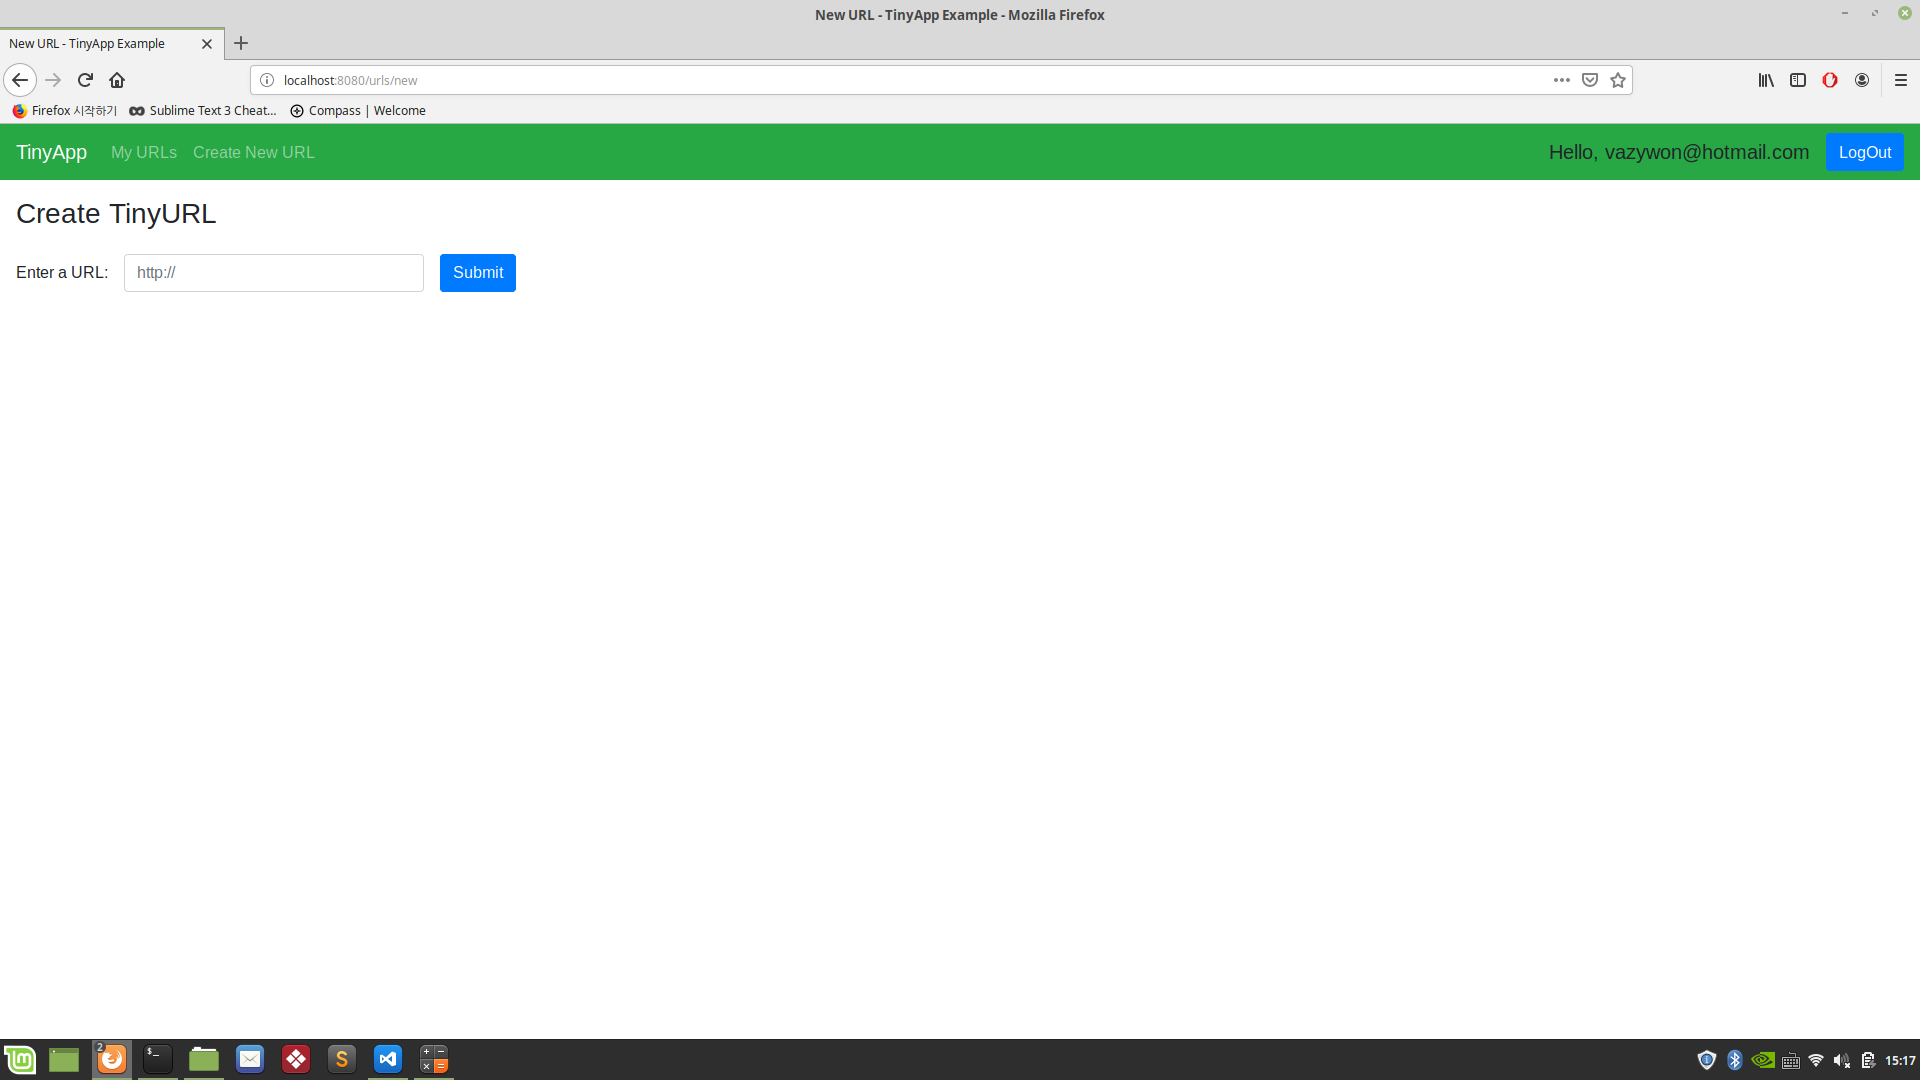 New URL - TinyApp Example - Mozilla Firefox
New URL - TinyApp Example
localhost:8080/urls/new
Firefox 시작하기 Sublime Text 3 Cheat... Compass | Welcome
TinyApp My URLs Create New URL Hello, vazywon@hotmail.com LogOut
Create TinyURL
Enter a URL: http:// Submit
2 $_ S 15:17